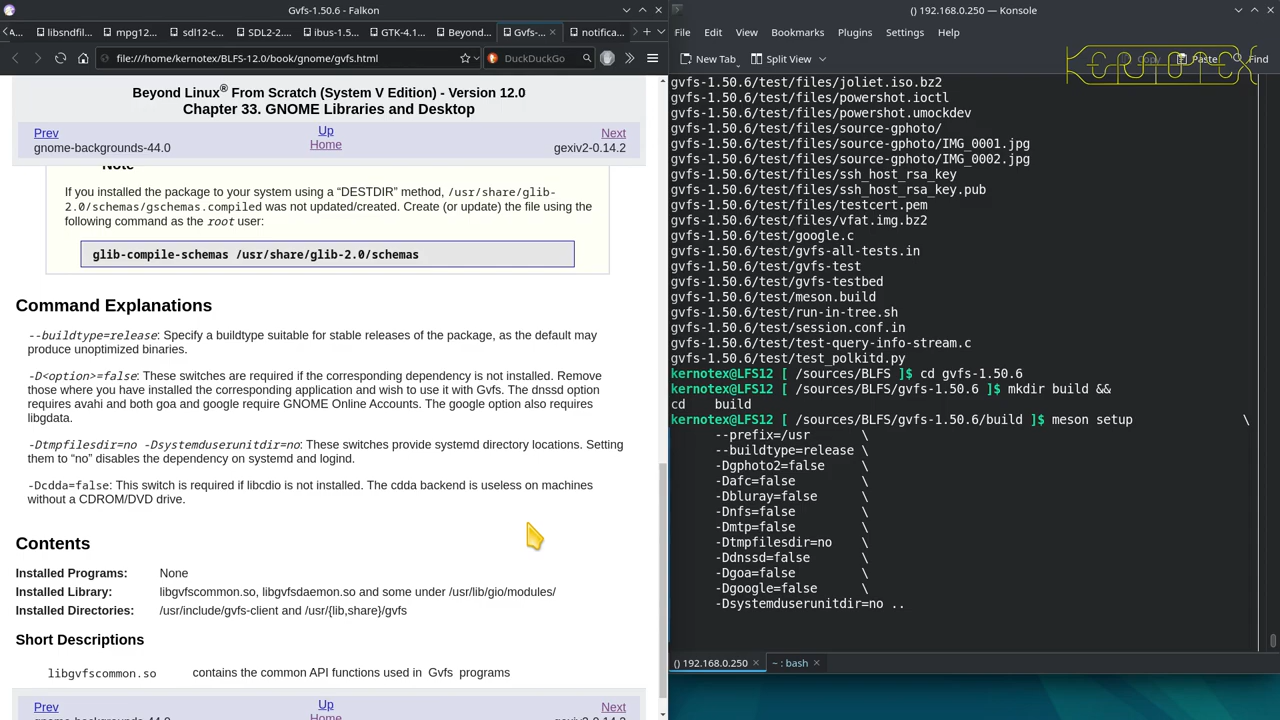 Gvfs-1.50.6 - Falkon
() 192.168.0.250 — Konsole
A...
libsndfil...
mpg12...
sdl12-c...
SDL2-2....
ibus-1.5...
GTK-4.1...
Beyond...
Gvfs-...
notifica...
file:///home/kernotex/BLFS-12.0/book/gnome/gvfs.html
DuckDuckGo
File Edit View Bookmarks Plugins Settings Help
New Tab
Split View
Copy
Paste
Find
KERNOTEX
Beyond Linux® From Scratch (System V Edition) - Version 12.0
Chapter 33. GNOME Libraries and Desktop
Prev
Up
Next
gnome-backgrounds-44.0
Home
gexiv2-0.14.2
Note
If you installed the package to your system using a “DESTDIR” method, /usr/share/glib-
2.0/schemas/gschemas.compiled was not updated/created. Create (or update) the file using the
following command as the root user:
glib-compile-schemas /usr/share/glib-2.0/schemas
Command Explanations
--buildtype=release: Specify a buildtype suitable for stable releases of the package, as the default may
produce unoptimized binaries.
-D<option>=false: These switches are required if the corresponding dependency is not installed. Remove
those where you have installed the corresponding application and wish to use it with Gvfs. The dnssd option
requires avahi and both goa and google require GNOME Online Accounts. The google option also requires
libgdata.
-Dtmpfilesdir=no -Dsystemduserunitdir=no: These switches provide systemd directory locations. Setting
them to “no” disables the dependency on systemd and logind.
-Dcdda=false: This switch is required if libcdio is not installed. The cdda backend is useless on machines
without a CDROM/DVD drive.
Contents
Installed Programs: None
Installed Library: libgvfscommon.so, libgvfsdaemon.so and some under /usr/lib/gio/modules/
Installed Directories: /usr/include/gvfs-client and /usr/{lib,share}/gvfs
Short Descriptions
libgvfscommon.so contains the common API functions used in Gvfs programs
Prev
Up
Next
gnome-backgrounds-44.0
Home
gexiv2-0.14.2
gvfs-1.50.6/test/files/joliet.iso.bz2
gvfs-1.50.6/test/files/powershot.ioctl
gvfs-1.50.6/test/files/powershot.umockdev
gvfs-1.50.6/test/files/source-gphoto/
gvfs-1.50.6/test/files/source-gphoto/IMG_0001.jpg
gvfs-1.50.6/test/files/source-gphoto/IMG_0002.jpg
gvfs-1.50.6/test/files/ssh_host_rsa_key
gvfs-1.50.6/test/files/ssh_host_rsa_key.pub
gvfs-1.50.6/test/files/testcert.pem
gvfs-1.50.6/test/files/vfat.img.bz2
gvfs-1.50.6/test/google.c
gvfs-1.50.6/test/gvfs-all-tests.in
gvfs-1.50.6/test/gvfs-test
gvfs-1.50.6/test/gvfs-testbed
gvfs-1.50.6/test/meson.build
gvfs-1.50.6/test/run-in-tree.sh
gvfs-1.50.6/test/session.conf.in
gvfs-1.50.6/test/test-query-info-stream.c
gvfs-1.50.6/test/test_polkitd.py
kernotex@LFS12 [ /sources/BLFS ]$ cd gvfs-1.50.6
kernotex@LFS12 [ /sources/BLFS/gvfs-1.50.6 ]$ mkdir build &&
cd    build
kernotex@LFS12 [ /sources/BLFS/gvfs-1.50.6/build ]$ meson setup \
--prefix=/usr \
--buildtype=release \
-Dgphoto2=false \
-Dafc=false \
-Dbluray=false \
-Dnfs=false \
-Dmtp=false \
-Dtmpfilesdir=no \
-Ddnssd=false \
-Dgoa=false \
-Dgoogle=false \
-Dsystemduserunitdir=no ..
() 192.168.0.250
~ : bash